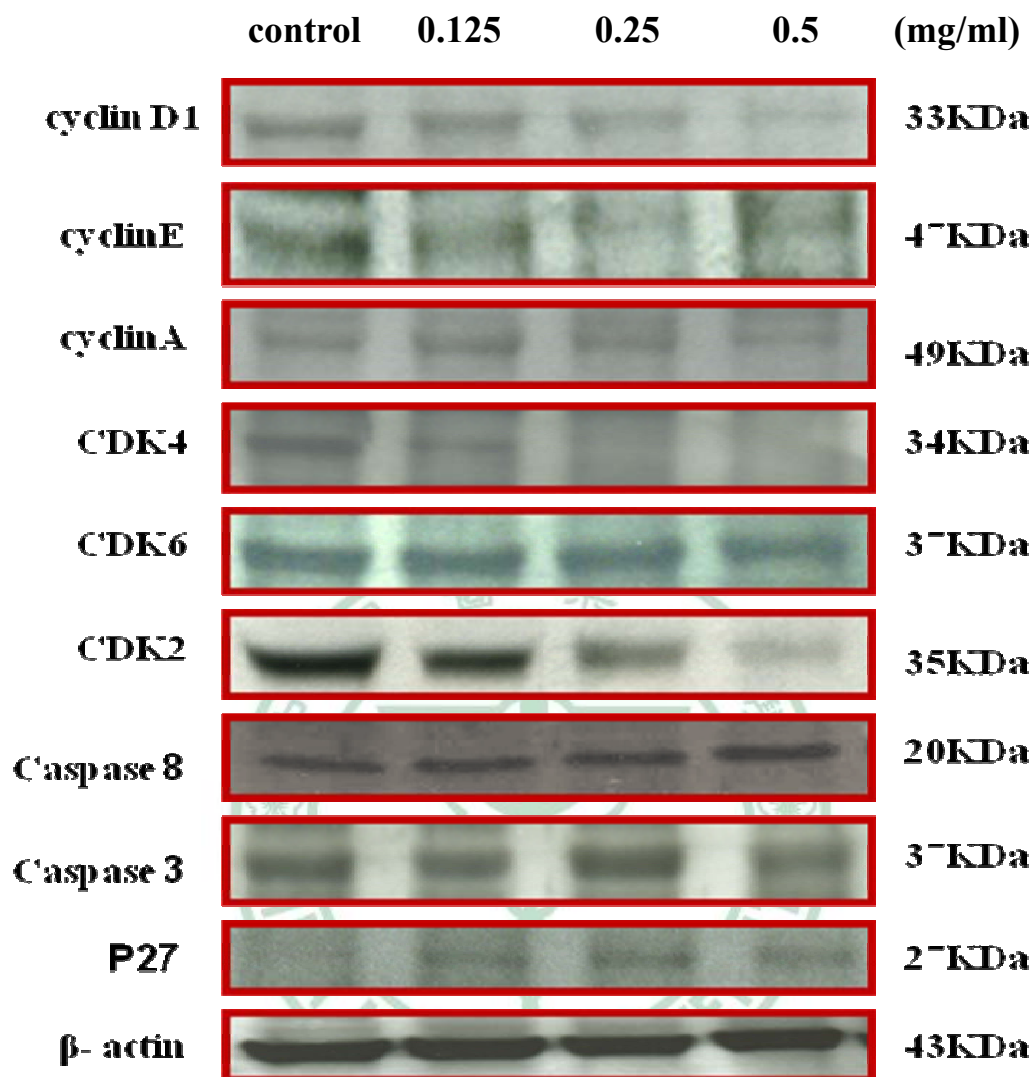 control 0.125 0.25 0.5 (mg/ml)
cyclin D1 33KDa
cyclinE 47KDa
cyclinA 49KDa
CDK4 34KDa
CDK6 37KDa
CDK2 35KDa
Caspase 8 20KDa
Caspase 3 37KDa
P27 27KDa
β- actin 43KDa